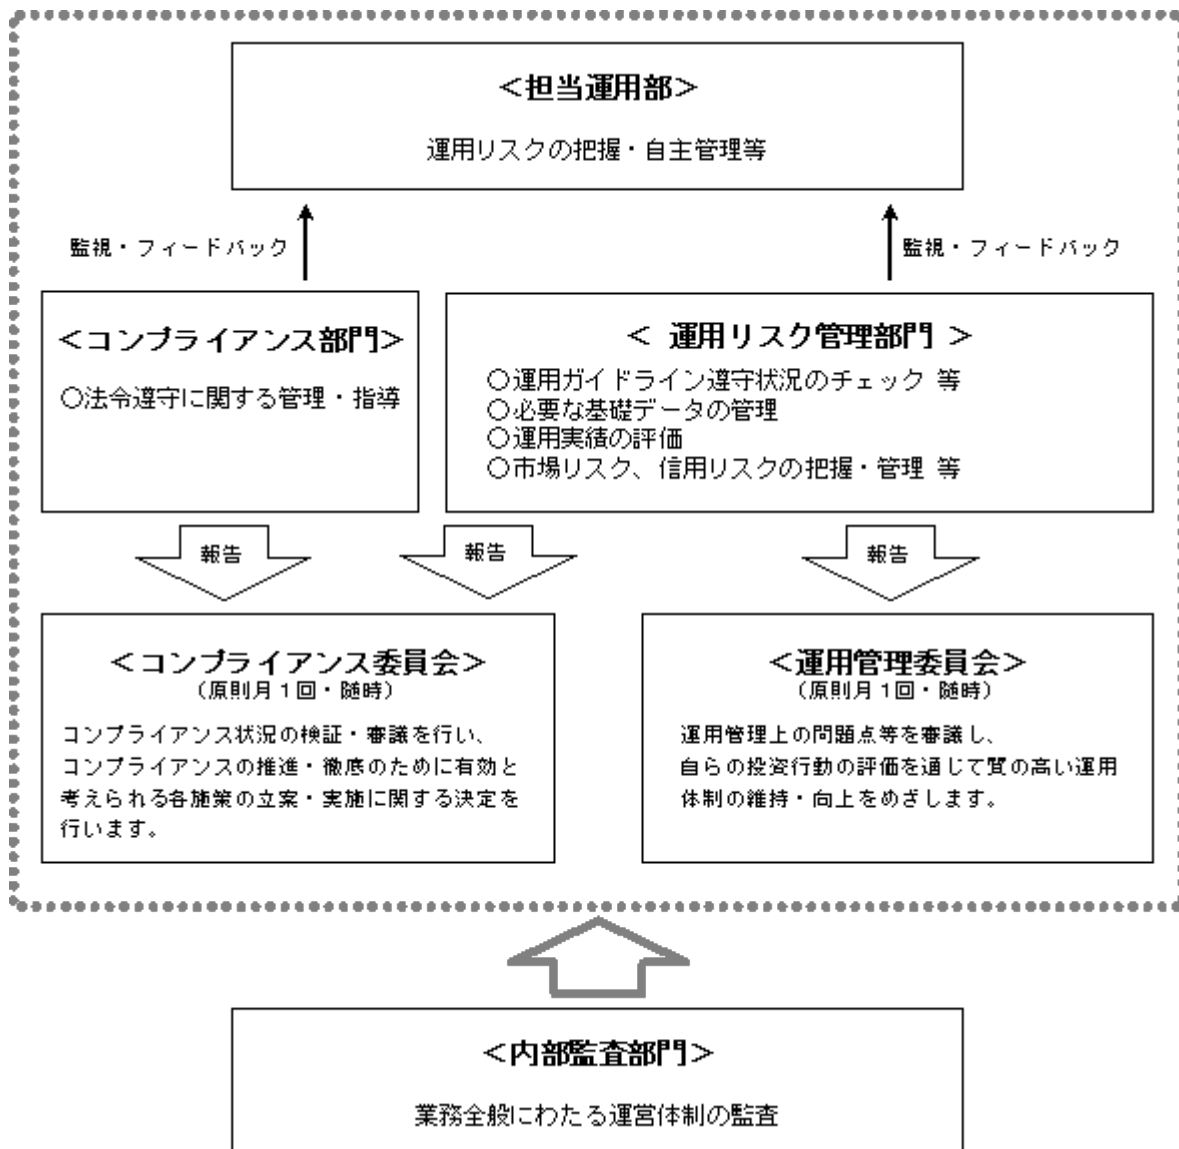 ＜担当運用部＞
運用リスクの把握・自主管理等
監視・フィードバック
監視・フィードバック
＜コンプライアンス部門＞
○法令遵守に関する管理・指導
＜ 運用リスク管理部門 ＞
○運用ガイドライン遵守状況のチェック 等
○必要な基礎データの管理
○運用実績の評価
○市場リスク、信用リスクの把握・管理 等
報告
報告
報告
＜コンプライアンス委員会＞
（原則月1回・随時）
コンプライアンス状況の検証・審議を行い、
コンプライアンスの推進・徹底のために有効と
考えられる各施策の立案・実施に関する決定を
行います。
＜運用管理委員会＞
（原則月1回・随時）
運用管理上の問題点等を審議し、
自らの投資行動の評価を通じて質の高い運用
体制の維持・向上をめざします。
＜内部監査部門＞
業務全般にわたる運営体制の監査